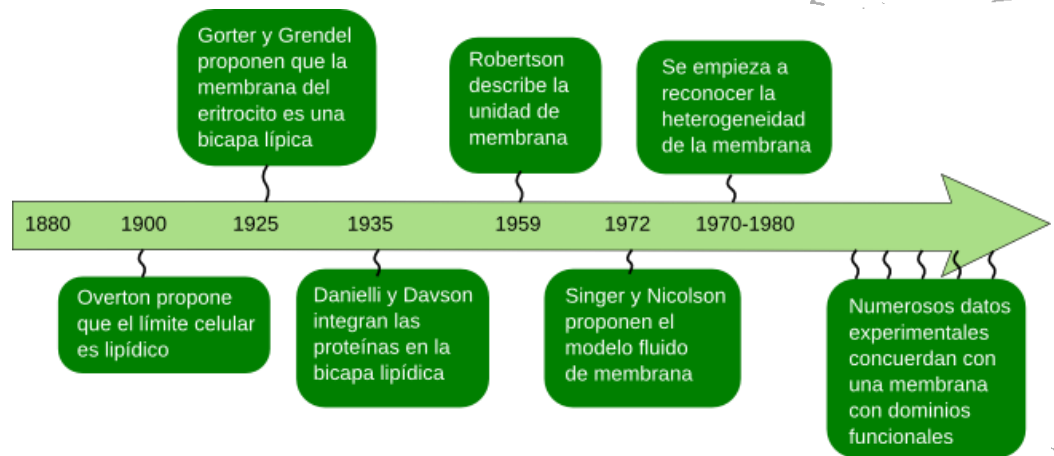 Gorter y Grendel
proponen que la
membrana del
eritrocito es una
bicapa lípica
Robertson
describe la
unidad de
membrana
Se empieza a
reconocer la
heterogeneidad
de la membrana
1880 1900 1925 1935 1959 1972 1970-1980
Overton propone
que el límite celular
es lipídico
Danielli y Davson
integran las
proteínas en la
bicapa lipídica
Singer y Nicolson
proponen el
modelo fluido
de membrana
Numerosos datos
experimentales
concuerdan con
una membrana
con dominios
funcionales